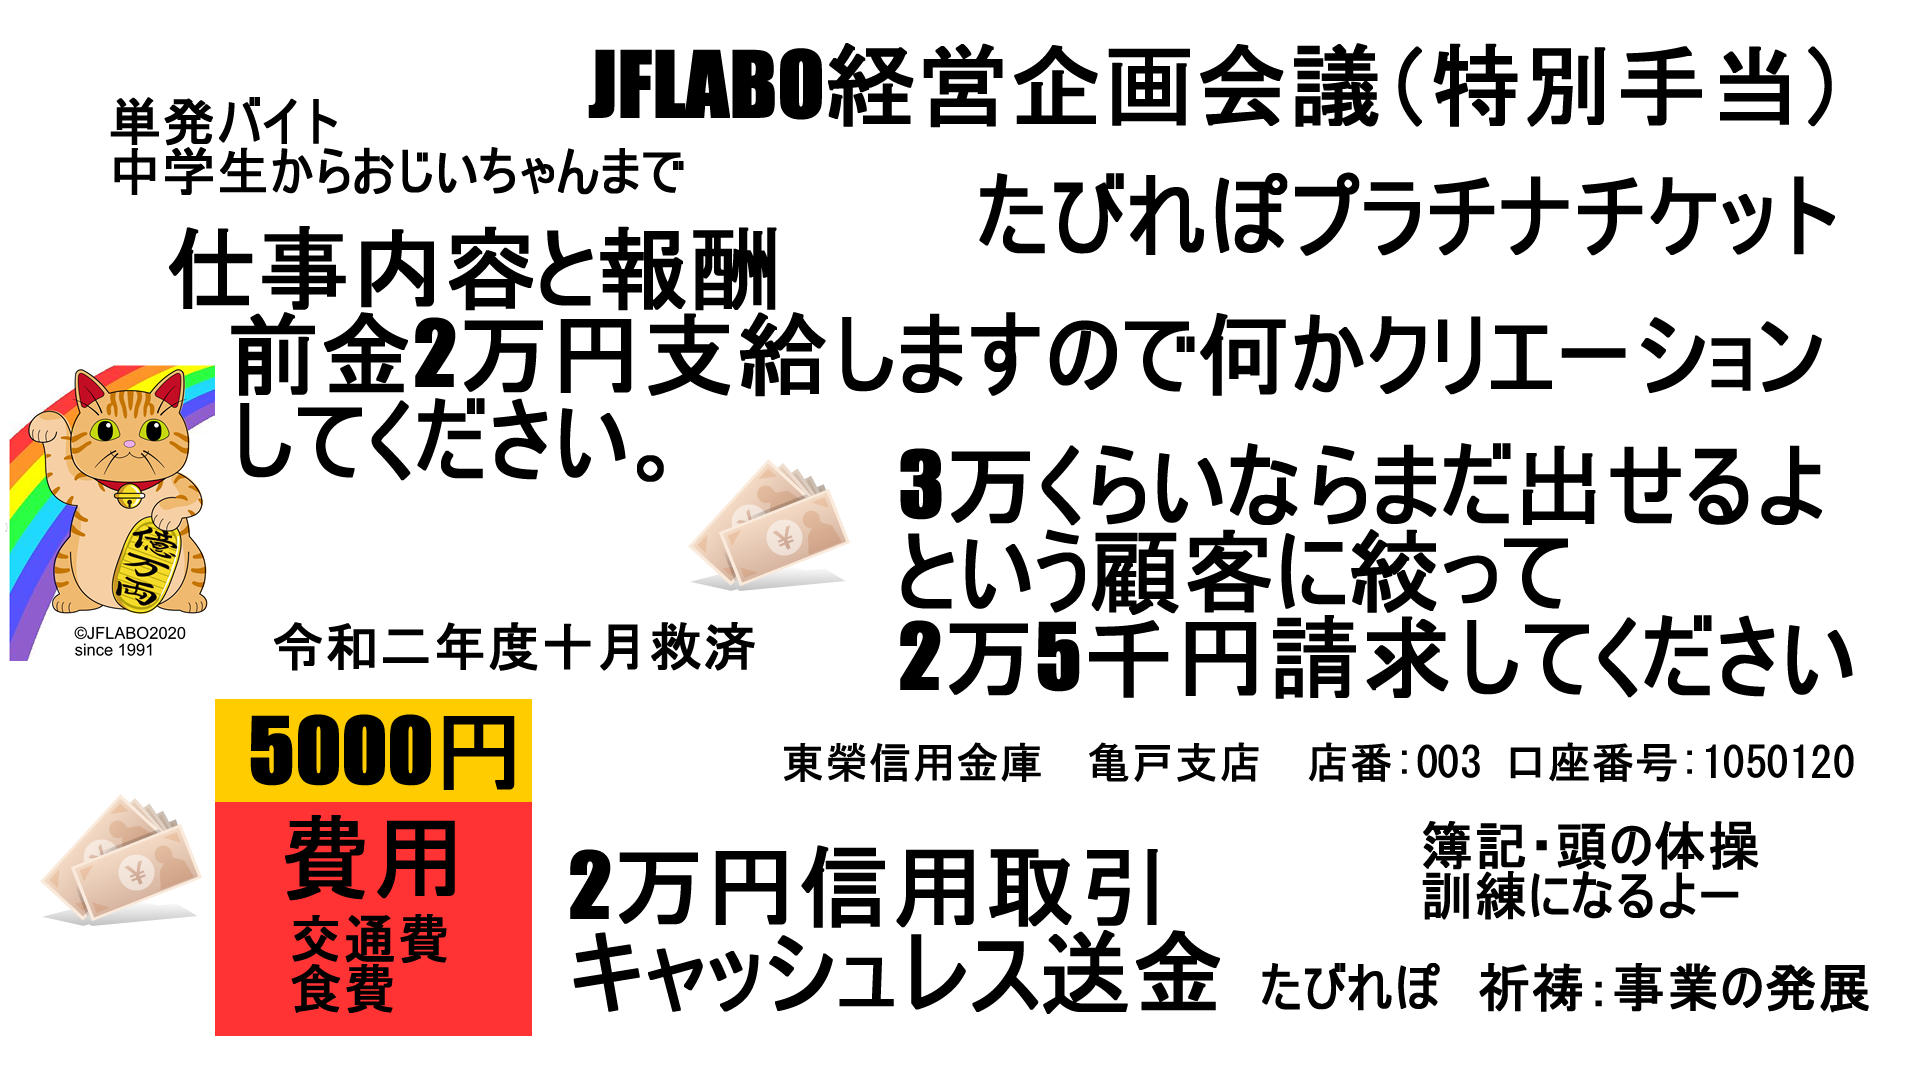 JFLABO経営企画会議（特別手当）
単発バイト
中学生からおじいちゃんまで
たびれぽプラチナチケット
仕事内容と報酬
前金2万円支給しますので何かクリエーション
してください。
3万くらいならまだ出せるよ
という顧客に絞って
2万5千円請求してください
億万両
©JFLABO2020
since 1991
令和二年度十月救済
5000円
費用
交通費
食費
東榮信用金庫　亀戸支店　店番：003 口座番号：1050120
2万円信用取引
キャッシュレス送金
簿記・頭の体操
訓練になるよー
たびれぽ　祈祷：事業の発展
¥
¥